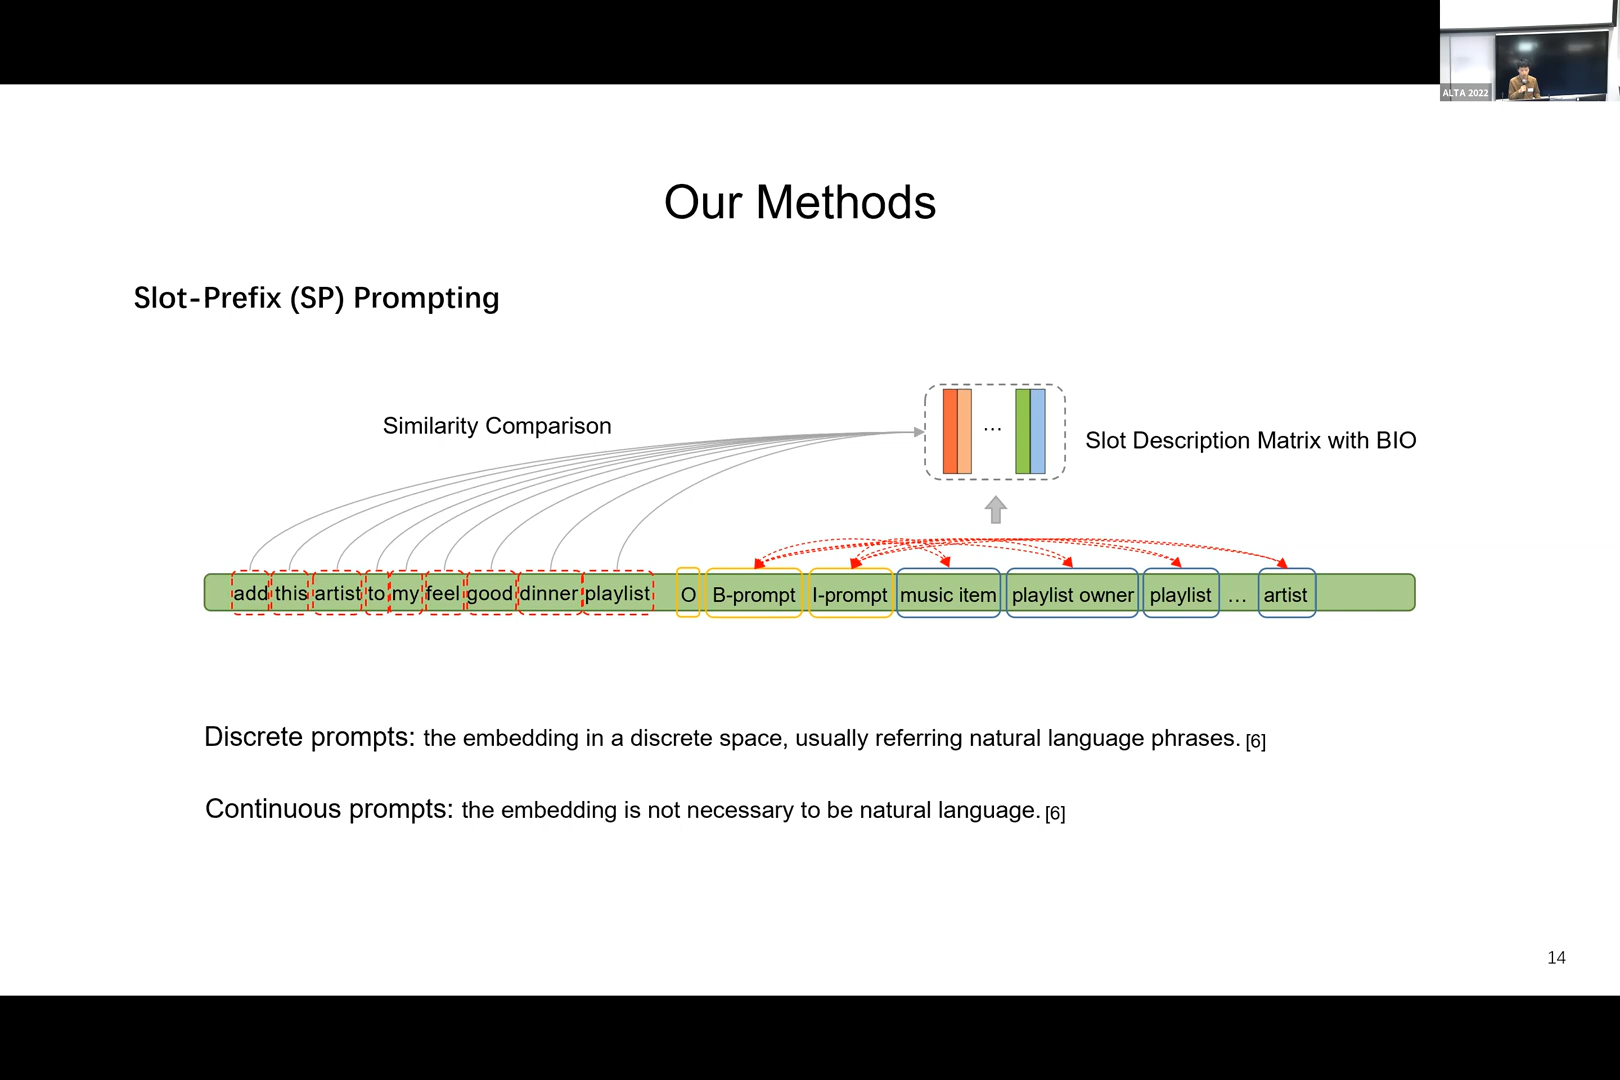 ALTA 2022
Our Methods
Slot-Prefix (SP) Prompting
Similarity Comparison
...
Slot Description Matrix with BIO
add this artist to my feel good dinner playlist O B-prompt I-prompt music item playlist owner playlist ... artist
Discrete prompts: the embedding in a discrete space, usually referring natural language phrases. [6]
Continuous prompts: the embedding is not necessary to be natural language. [6]
14